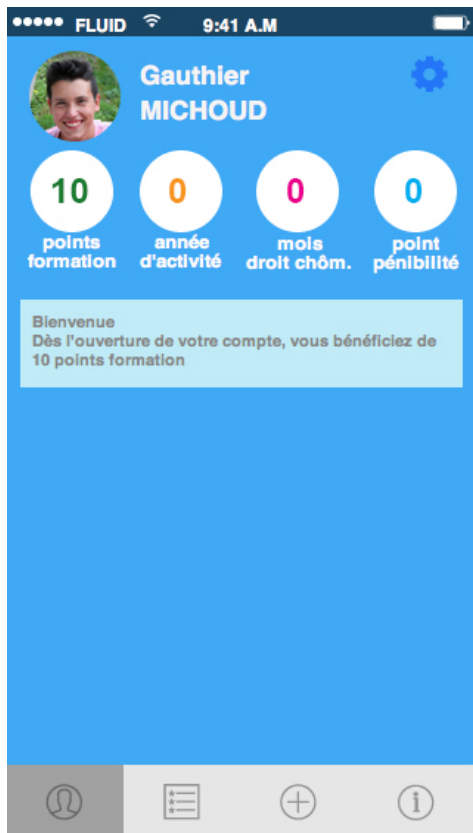 FLUID 9:41 A.M
Gauthier
MICHOUD
10 0 0 0
points année mois point
formation d'activité droit chôm. pénibilité
Bienvenue
Dès l'ouverture de votre compte, vous bénéficiez de
10 points formation